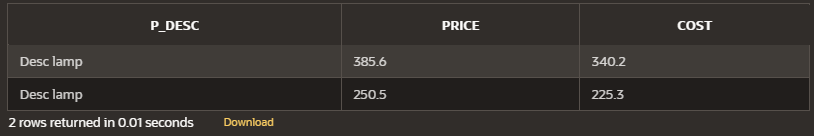 P_DESC PRICE COST
Desc lamp 385.6 340.2
Desc lamp 250.5 225.3
2 rows returned in 0.01 seconds Download